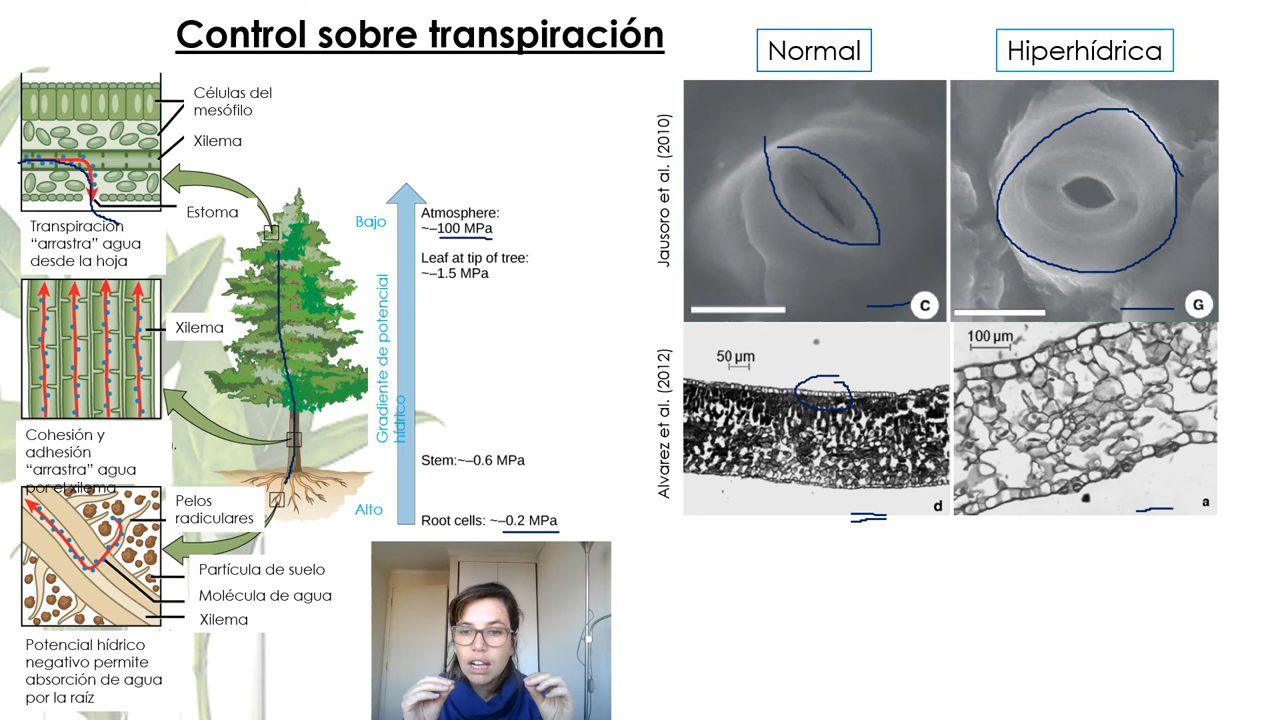 Control sobre transpiración
Células del
mesófilo
Xilema
Estoma
Transpiración
“arrastra” agua
desde la hoja
Xilema
Cohesión y
adhesión
“arrastra” agua
por el xilema
Pelos
radiculares
Partícula de suelo
Molécula de agua
Xilema
Potencial hídrico
negativo permite
absorción de agua
por la raíz
Bajo
Gradiente de potencial
hídrico
Alto
Atmosphere:
~–100 MPa
Leaf at tip of tree:
~–1.5 MPa
Stem:~–0.6 MPa
Root cells: ~–0.2 MPa
Normal
Hiperhídrica
Jausoro et al. (2010)
C
G
Alvarez et al. (2012)
50 µm
d
100 µm
a